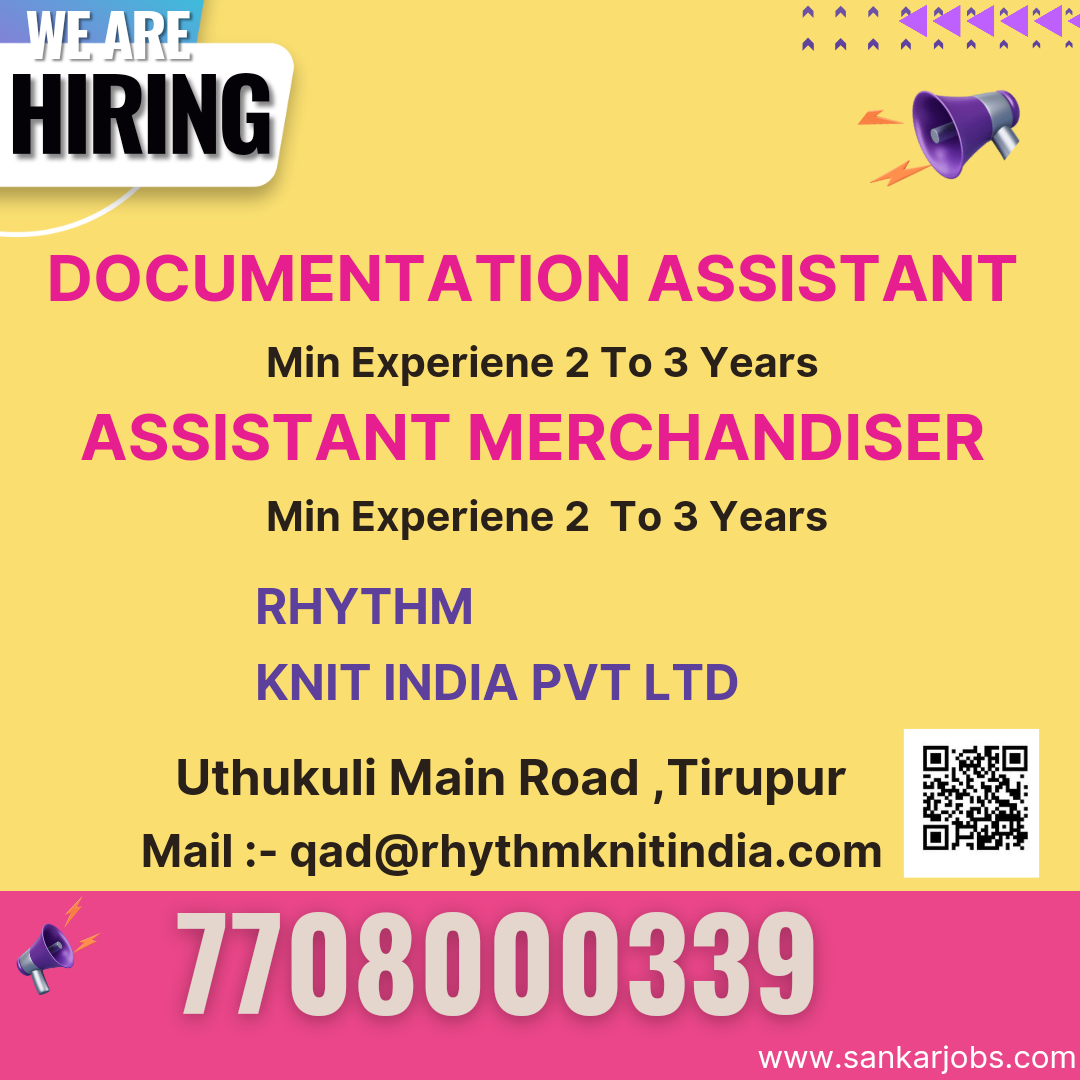 WE ARE
HIRING
DOCUMENTATION ASSISTANT
Min Experiene 2 To 3 Years
ASSISTANT MERCHANDISER
Min Experiene 2  To 3 Years
RHYTHM
KNIT INDIA PVT LTD
Uthukuli Main Road ,Tirupur
Mail :- qad@rhythmknitindia.com
7708000339
www.sankarjobs.com